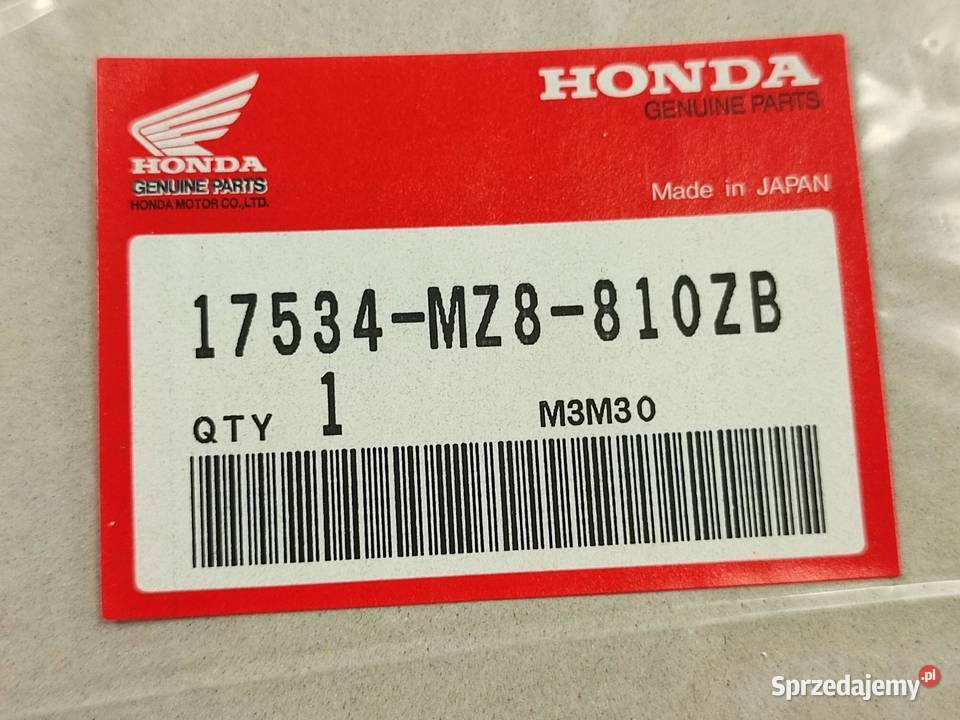 HONDA
GENUINE PARTS
HONDA
GENUINE PARTS
HONDA MOTOR CO.,LTD.
Made in JAPAN
17534-MZ8-810ZB
QTY 1 M3M30
Sprzedajemy.pl